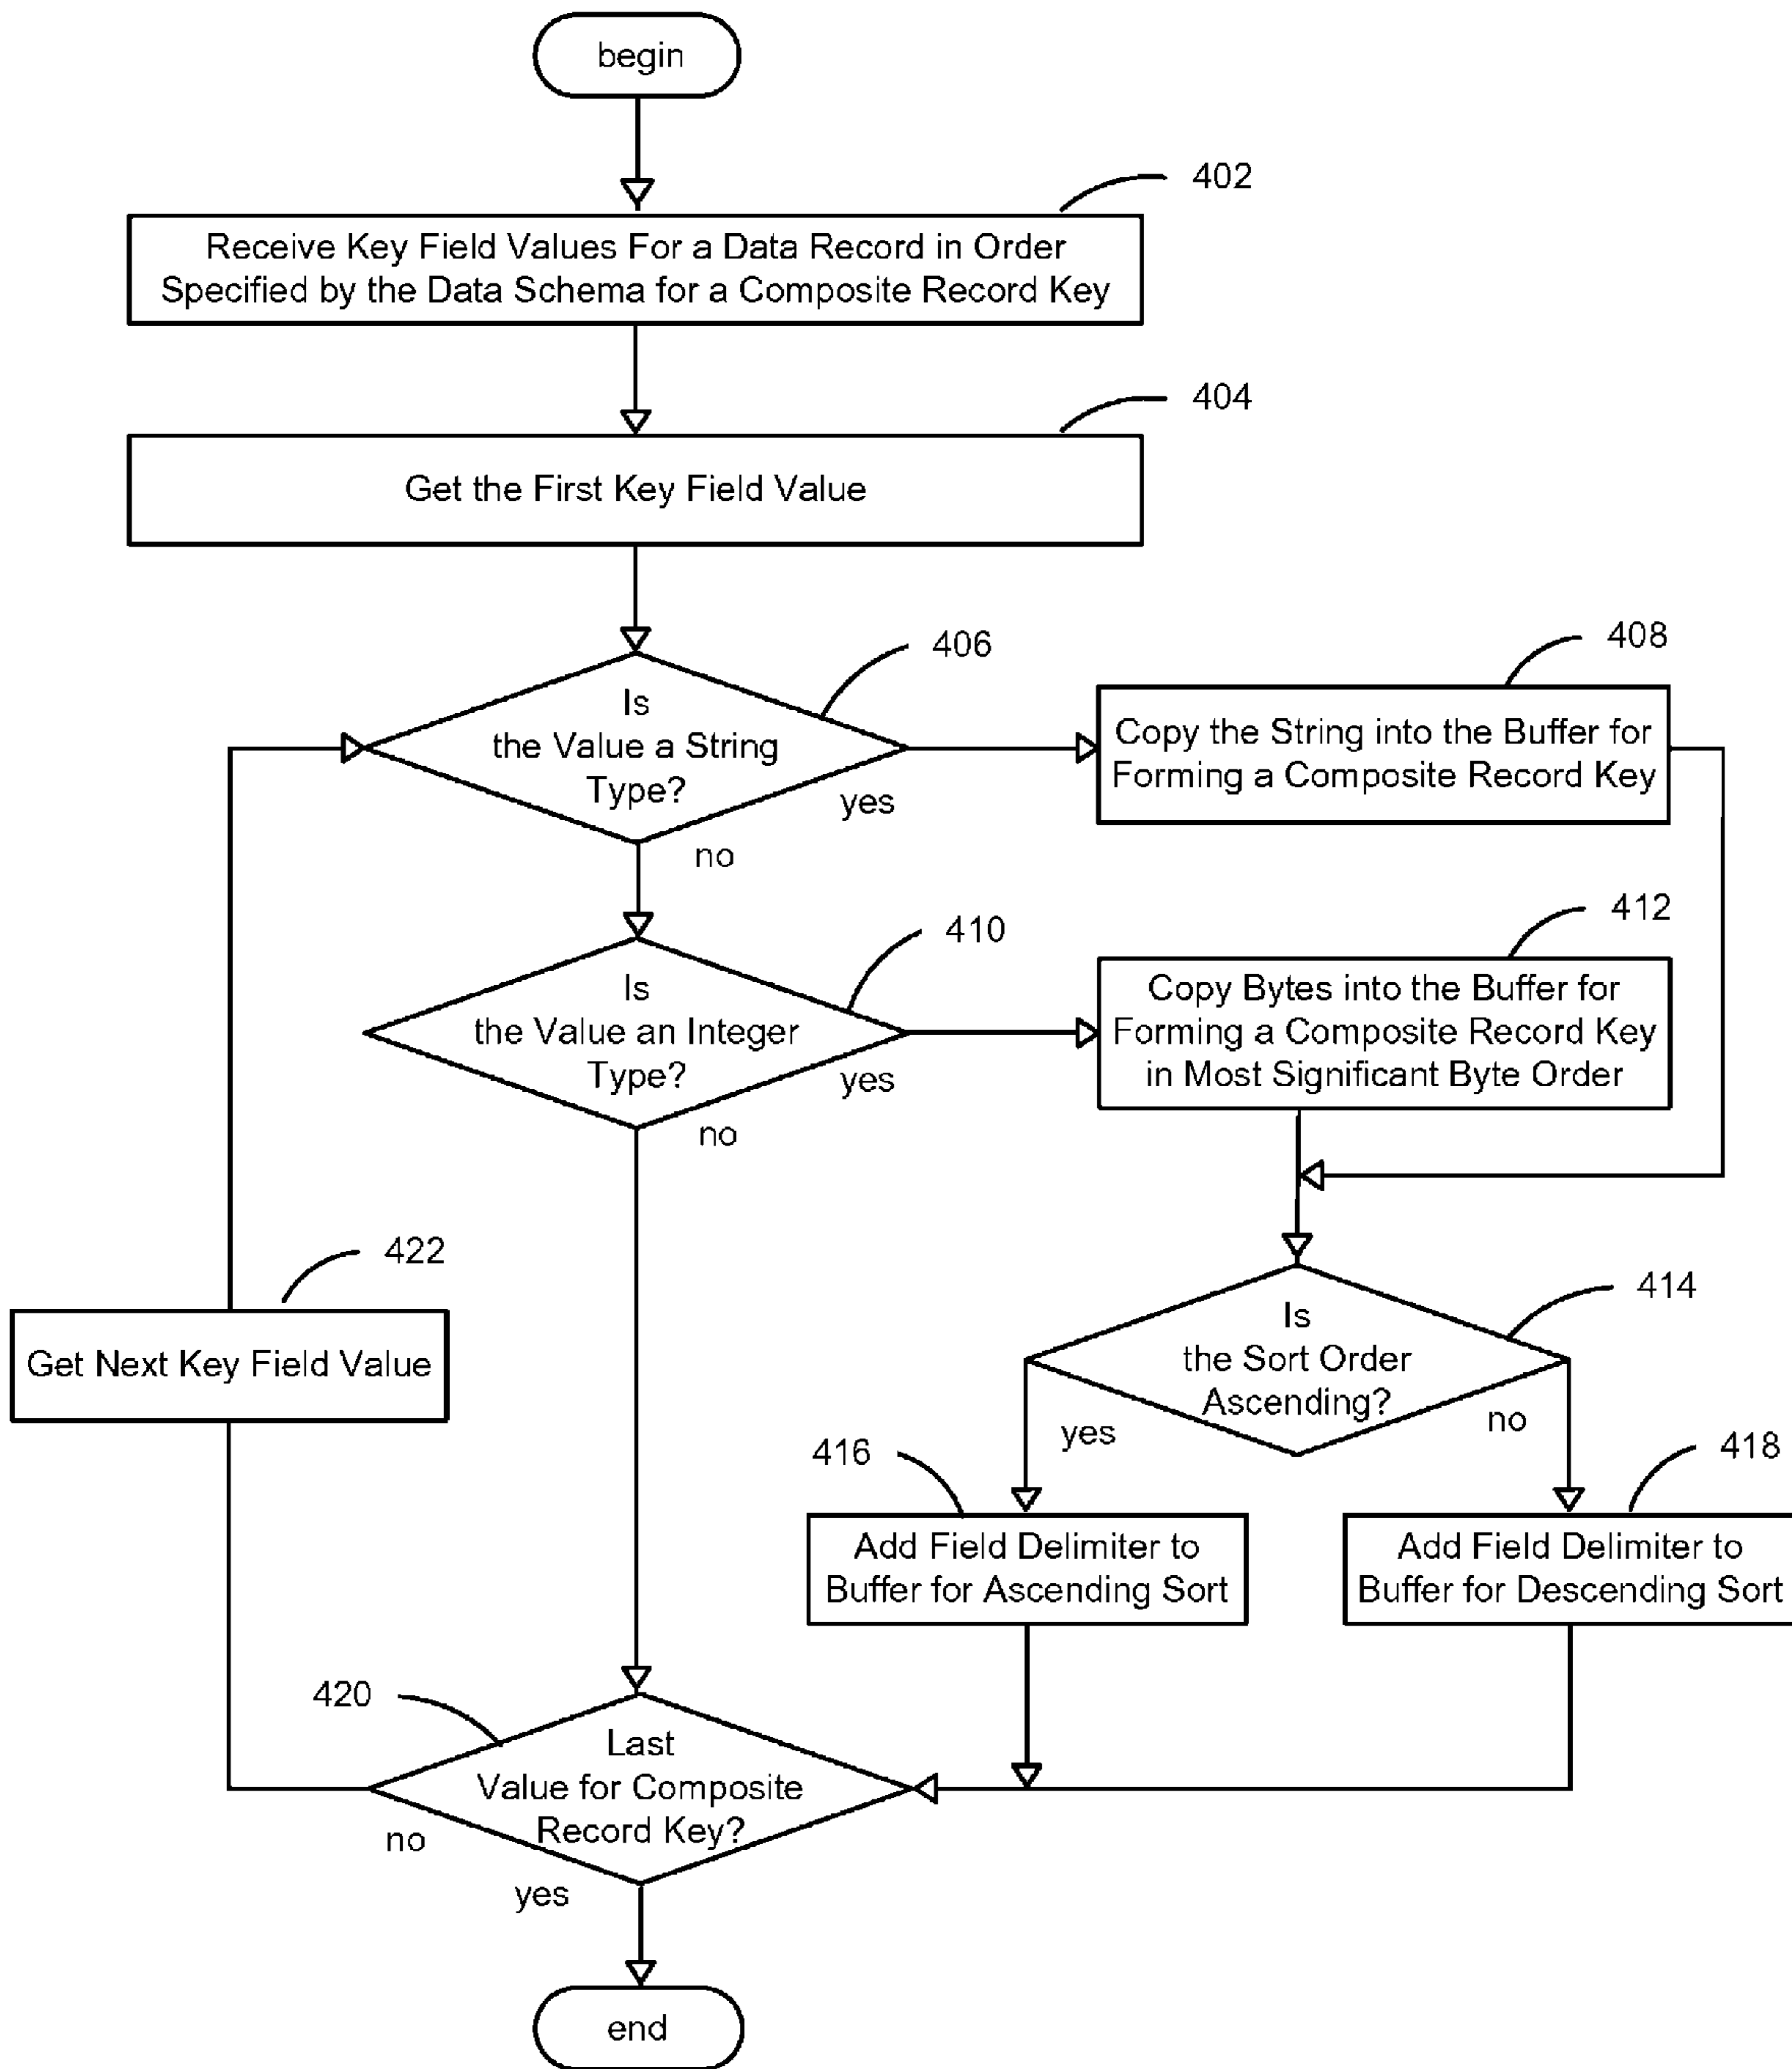 begin
402
Receive Key Field Values For a Data Record in Order
Specified by the Data Schema for a Composite Record Key
404
Get the First Key Field Value
406
Is
the Value a String
Type?
yes
no
408
Copy the String into the Buffer for
Forming a Composite Record Key
410
Is
the Value an Integer
Type?
yes
no
412
Copy Bytes into the Buffer for
Forming a Composite Record Key
in Most Significant Byte Order
422
Get Next Key Field Value
414
Is
the Sort Order
Ascending?
yes
no
416
Add Field Delimiter to
Buffer for Ascending Sort
418
Add Field Delimiter to
Buffer for Descending Sort
420
Last
Value for Composite
Record Key?
no
yes
end